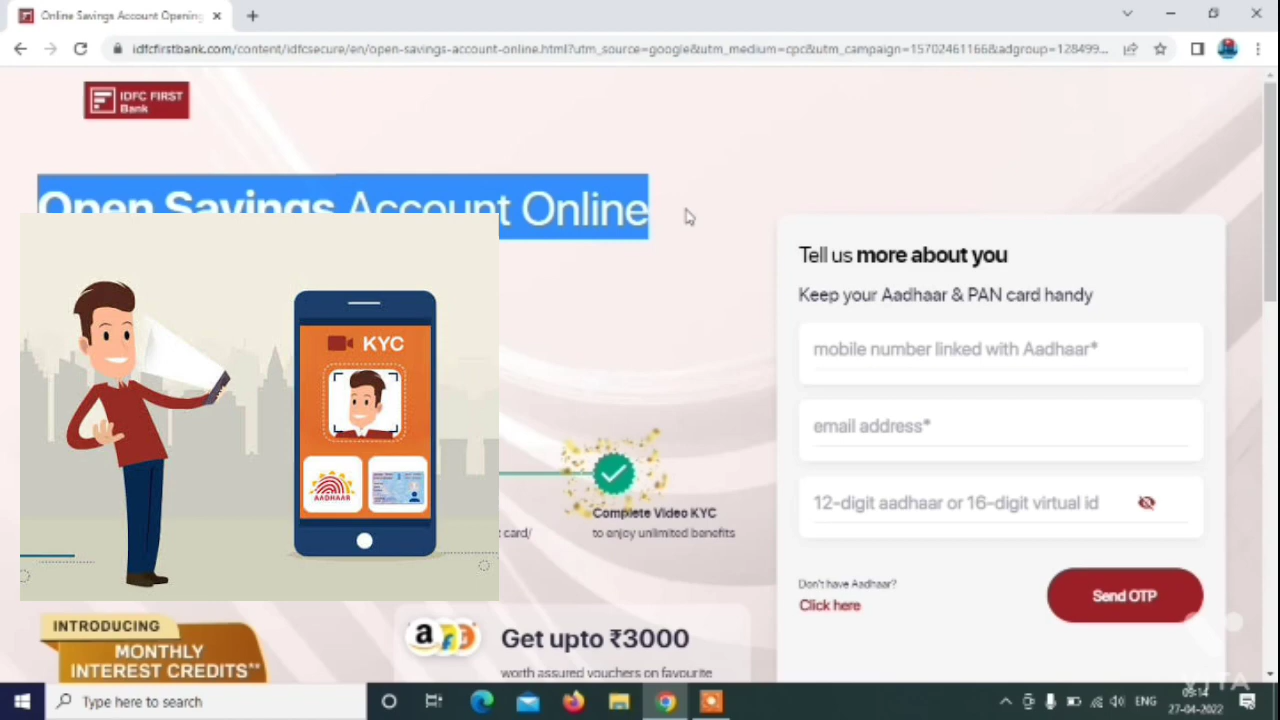 Online Savings Account Opening
idfcfirstbank.com/content/idfcsecure/en/open-savings-account-online.html?utm_source=google&utm_medium=cpc&utm_campaign=15702461166&adgroup=128499...
IDFC FIRST
Bank
Open Savings Account Online
KYC
AADHAAR
Complete Video KYC
card/
to enjoy unlimited benefits
INTRODUCING
MONTHLY
INTEREST CREDITS**
a
Get upto ₹3000
worth assured vouchers on favourite
Tell us more about you
Keep your Aadhaar & PAN card handy
mobile number linked with Aadhaar*
email address*
12-digit aadhaar or 16-digit virtual id
Don't have Aadhaar?
Click here
Send OTP
VITA
Type here to search
ENG
09:14
27-04-2022